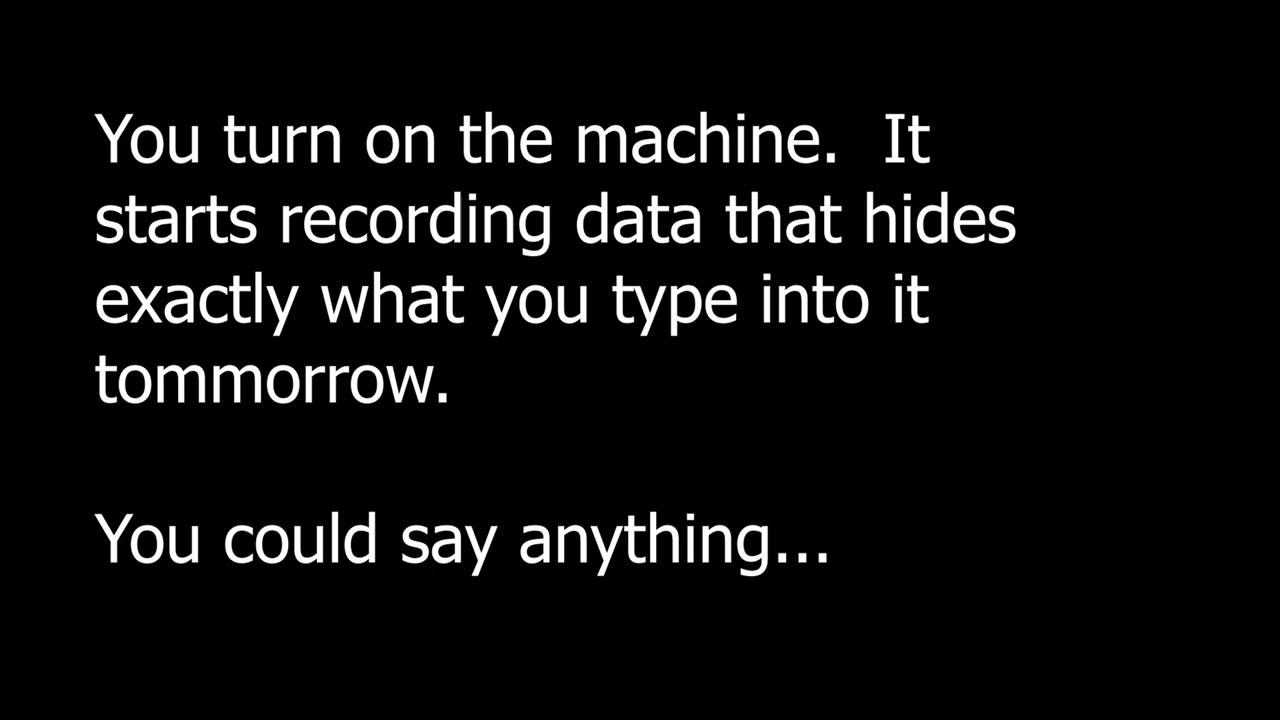 You turn on the machine.  It
starts recording data that hides
exactly what you type into it
tommorrow.
You could say anything...